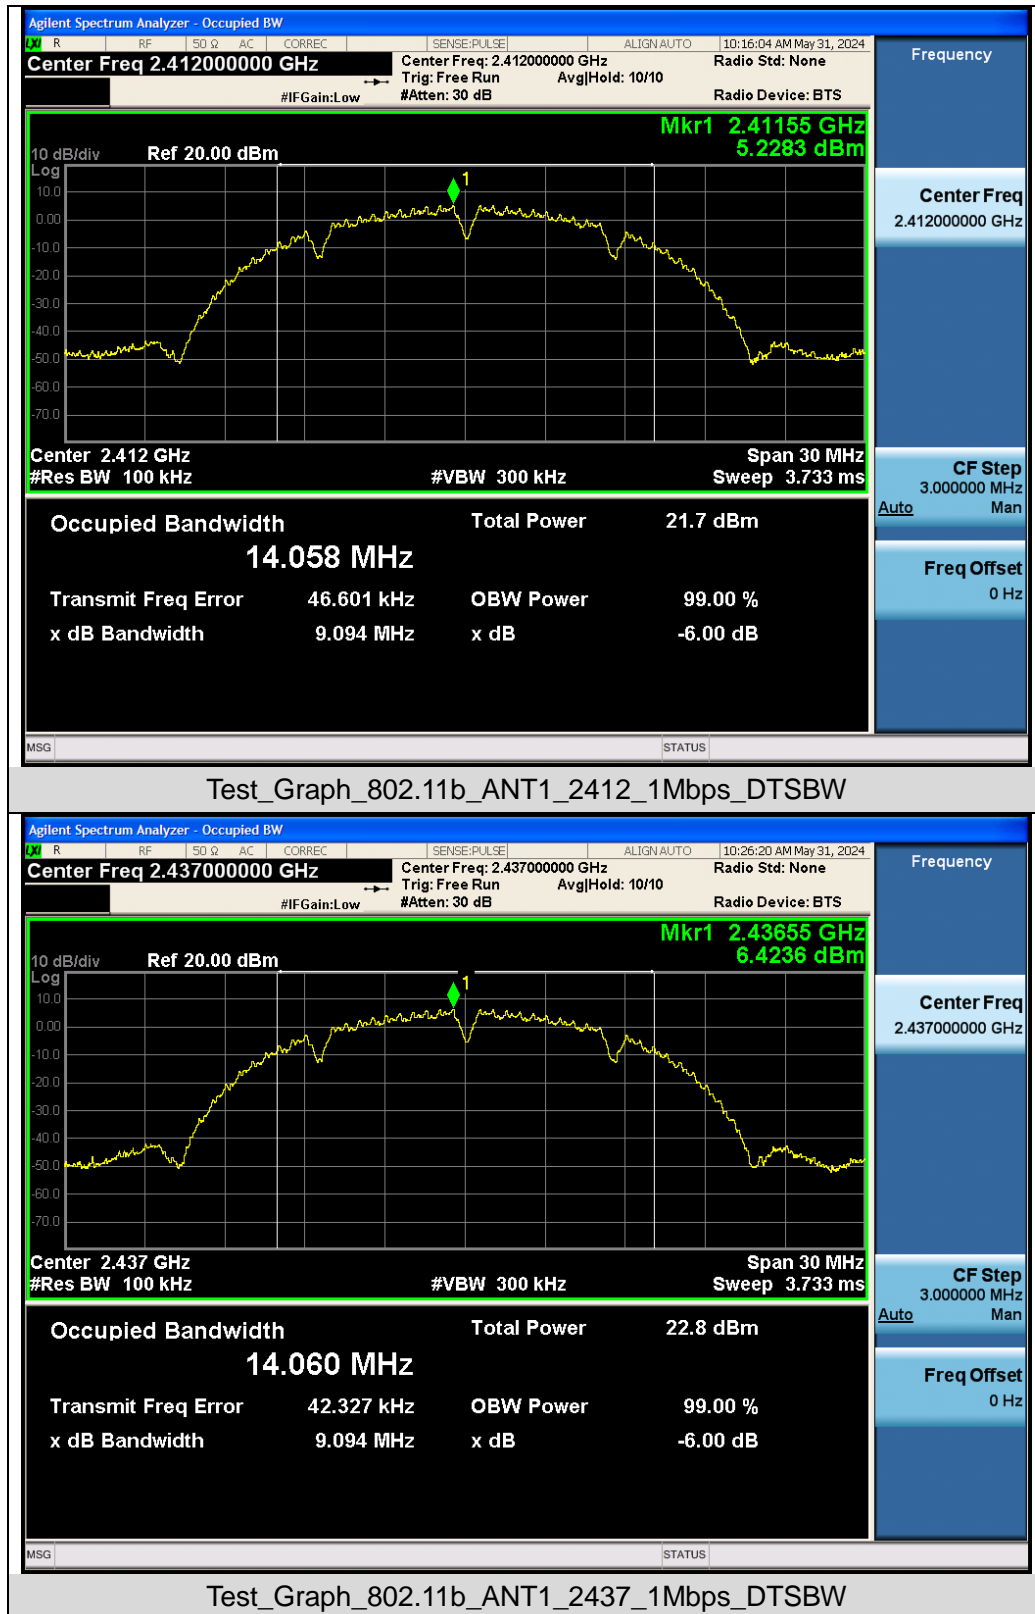 Agilent Spectrum Analyzer - Occupied BW
LXI R RF 50 Ω AC CORREC SENSE:PULSE ALIGN AUTO 10:16:04 AM May 31, 2024
Center Freq 2.412000000 GHz
Center Freq: 2.412000000 GHz Radio Std: None
Trig: Free Run Avg|Hold: 10/10
#IFGain:Low #Atten: 30 dB Radio Device: BTS
Frequency
Mkr1 2.41155 GHz
5.2283 dBm
10 dB/div Ref 20.00 dBm
Log
1
10.0
0.00
-10.0
-20.0
-30.0
-40.0
-50.0
-60.0
-70.0
Center Freq
2.412000000 GHz
Center 2.412 GHz Span 30 MHz
#Res BW 100 kHz #VBW 300 kHz Sweep 3.733 ms
CF Step
3.000000 MHz
Auto Man
Occupied Bandwidth Total Power 21.7 dBm
14.058 MHz
Freq Offset
0 Hz
Transmit Freq Error 46.601 kHz OBW Power 99.00 %
x dB Bandwidth 9.094 MHz x dB -6.00 dB
MSG STATUS
Test_Graph_802.11b_ANT1_2412_1Mbps_DTSBW
Agilent Spectrum Analyzer - Occupied BW
LXI R RF 50 Ω AC CORREC SENSE:PULSE ALIGN AUTO 10:26:20 AM May 31, 2024
Center Freq 2.437000000 GHz
Center Freq: 2.437000000 GHz Radio Std: None
Trig: Free Run Avg|Hold: 10/10
#IFGain:Low #Atten: 30 dB Radio Device: BTS
Frequency
Mkr1 2.43655 GHz
6.4236 dBm
10 dB/div Ref 20.00 dBm
Log
1
10.0
0.00
-10.0
-20.0
-30.0
-40.0
-50.0
-60.0
-70.0
Center Freq
2.437000000 GHz
Center 2.437 GHz Span 30 MHz
#Res BW 100 kHz #VBW 300 kHz Sweep 3.733 ms
CF Step
3.000000 MHz
Auto Man
Occupied Bandwidth Total Power 22.8 dBm
14.060 MHz
Freq Offset
0 Hz
Transmit Freq Error 42.327 kHz OBW Power 99.00 %
x dB Bandwidth 9.094 MHz x dB -6.00 dB
MSG STATUS
Test_Graph_802.11b_ANT1_2437_1Mbps_DTSBW